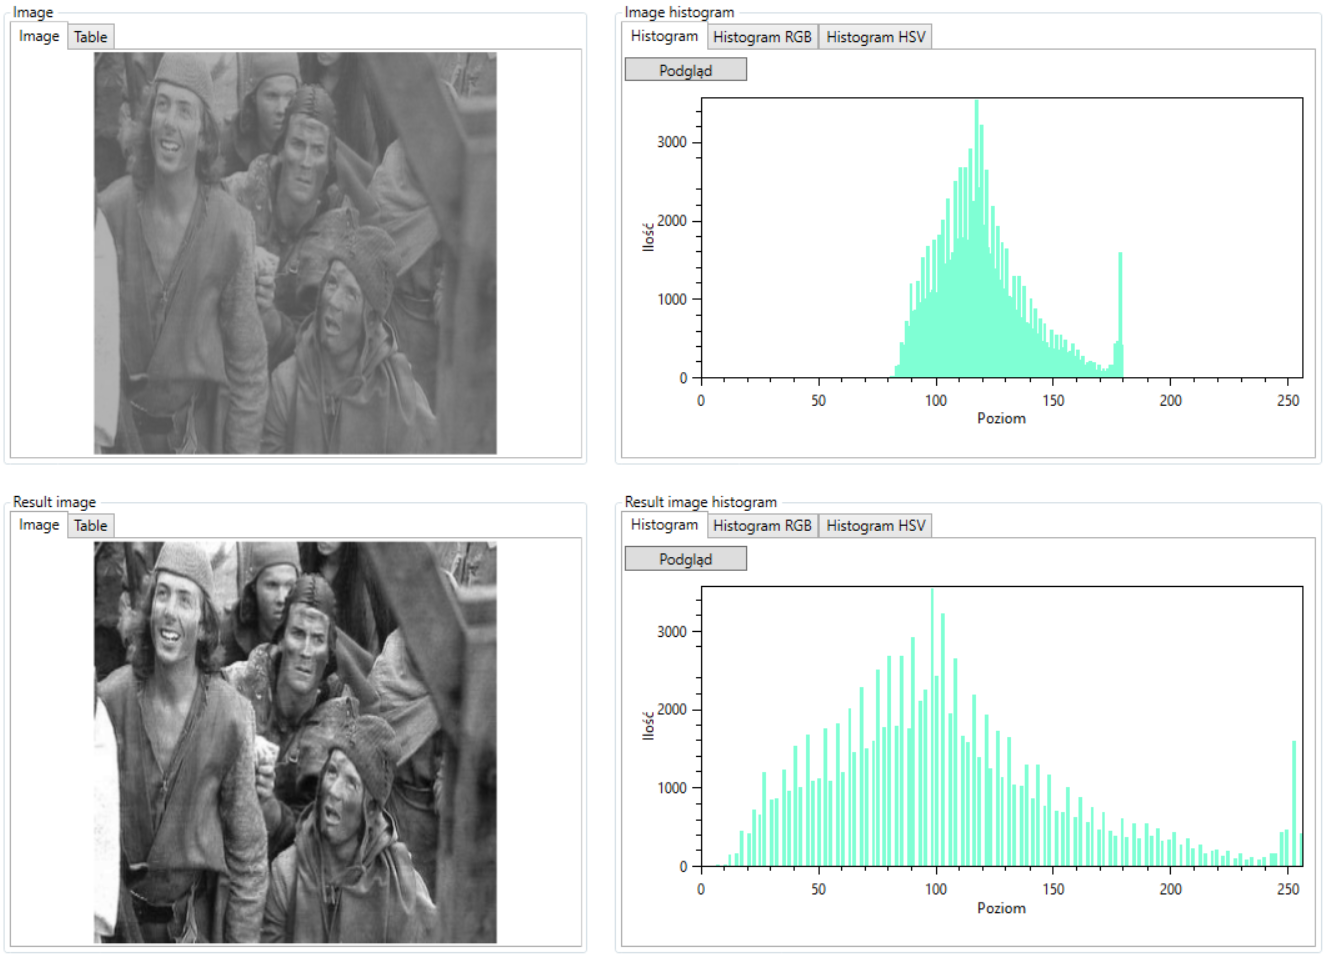 Image
Image Table
Image histogram
Histogram Histogram RGB Histogram HSV
Podgląd
3000
2000
1000
0
Ilość
0 50 100 150 200 250
Poziom
Result image
Image Table
Result image histogram
Histogram Histogram RGB Histogram HSV
Podgląd
3000
2000
1000
0
Ilość
0 50 100 150 200 250
Poziom